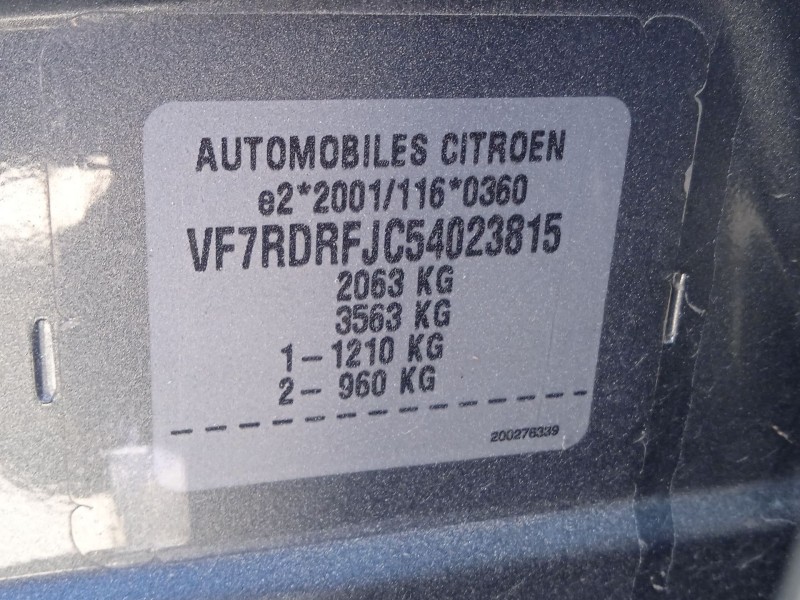 AUTOMOBILES CITROEN
e2*2001/116*0360
VF7RDRFJC54023815
2063 KG
3563 KG
1- 1210 KG
2- 960 KG
200276339